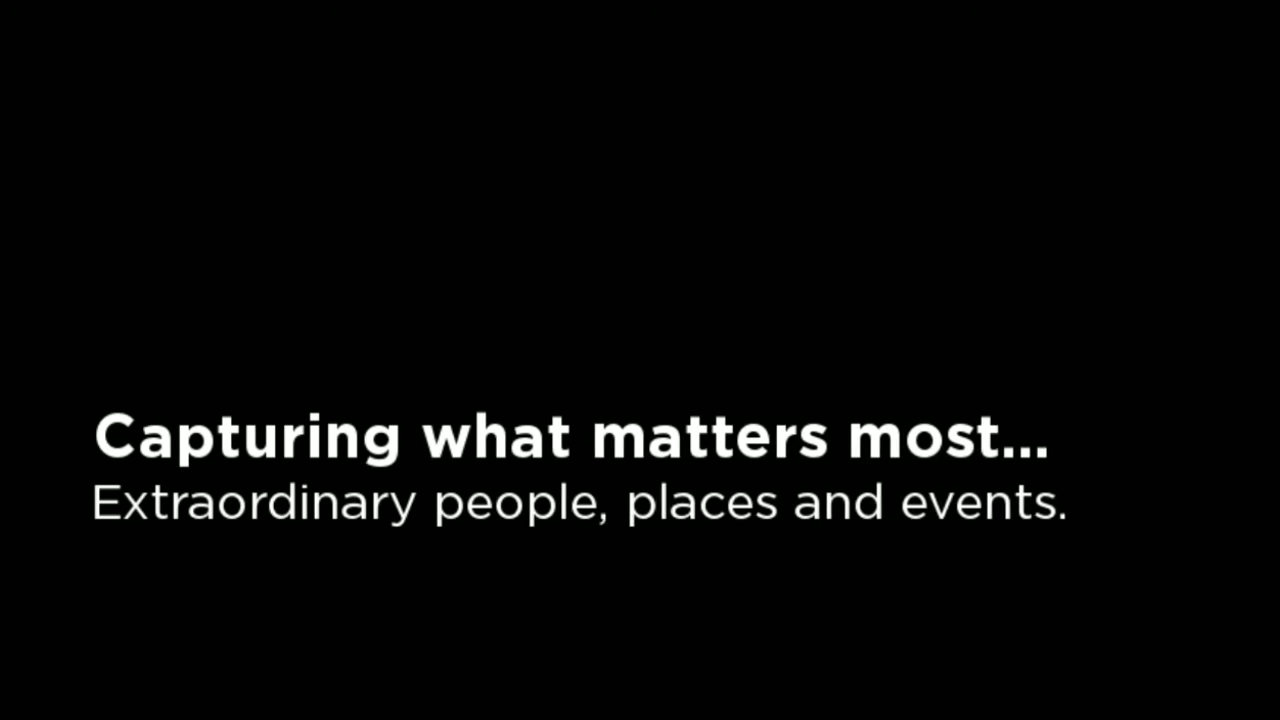 Capturing what matters most...
Extraordinary people, places and events.